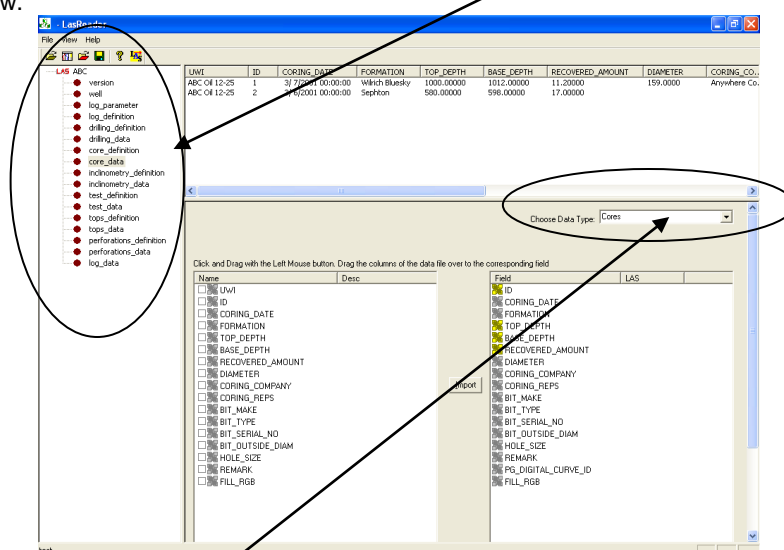 w.
- LasReader
File View Help
LAS ABC
version
well
log_parameter
log_definition
drilling_definition
drilling_data
core_definition
core_data
inclinometry_definition
inclinometry_data
test_definition
test_data
tops_definition
tops_data
perforations_definition
perforations_data
log_data
UWI ID CORING_DATE FORMATION TOP_DEPTH BASE_DEPTH RECOVERED_AMOUNT DIAMETER CORING_CO...
ABC Oil 12-25 1 3/ 7/2001 00:00:00 Wilrich Bluesky 1000.00000 1012.00000 11.20000 159.0000 Anywhere Co.
ABC Oil 12-25 2 3/ 6/2001 00:00:00 Sephton 580.00000 598.00000 17.00000
Choose Data Type: Cores
Click and Drag with the Left Mouse button. Drag the columns of the data file over to the corresponding field
Name Desc
UWI
ID
CORING_DATE
FORMATION
TOP_DEPTH
BASE_DEPTH
RECOVERED_AMOUNT
DIAMETER
CORING_COMPANY
CORING_REPS
BIT_MAKE
BIT_TYPE
BIT_SERIAL_NO
BIT_OUTSIDE_DIAM
HOLE_SIZE
REMARK
FILL_RGB
Import
Field LAS
ID
CORING_DATE
FORMATION
TOP_DEPTH
BASE_DEPTH
RECOVERED_AMOUNT
DIAMETER
CORING_COMPANY
CORING_REPS
BIT_MAKE
BIT_TYPE
BIT_SERIAL_NO
BIT_OUTSIDE_DIAM
HOLE_SIZE
REMARK
PG_DIGITAL_CURVE_ID
FILL_RGB